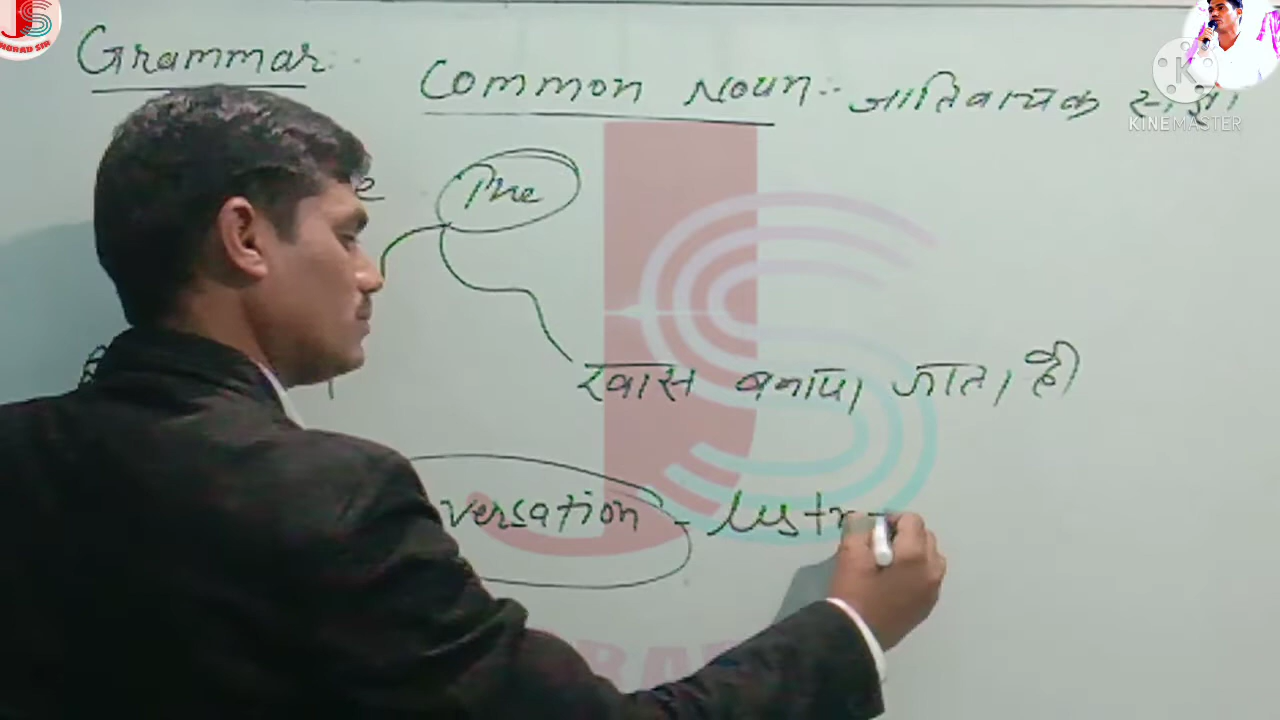 Grammar
Common Noun:- जातिवाचक संज्ञा
The
खास बनाया जाता है
versation -
KINEMASTER